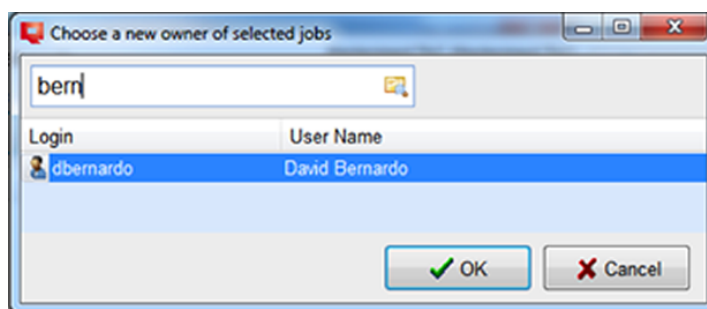 Choose a new owner of selected jobs
bern
Login User Name
dbernardo David Bernardo
OK Cancel